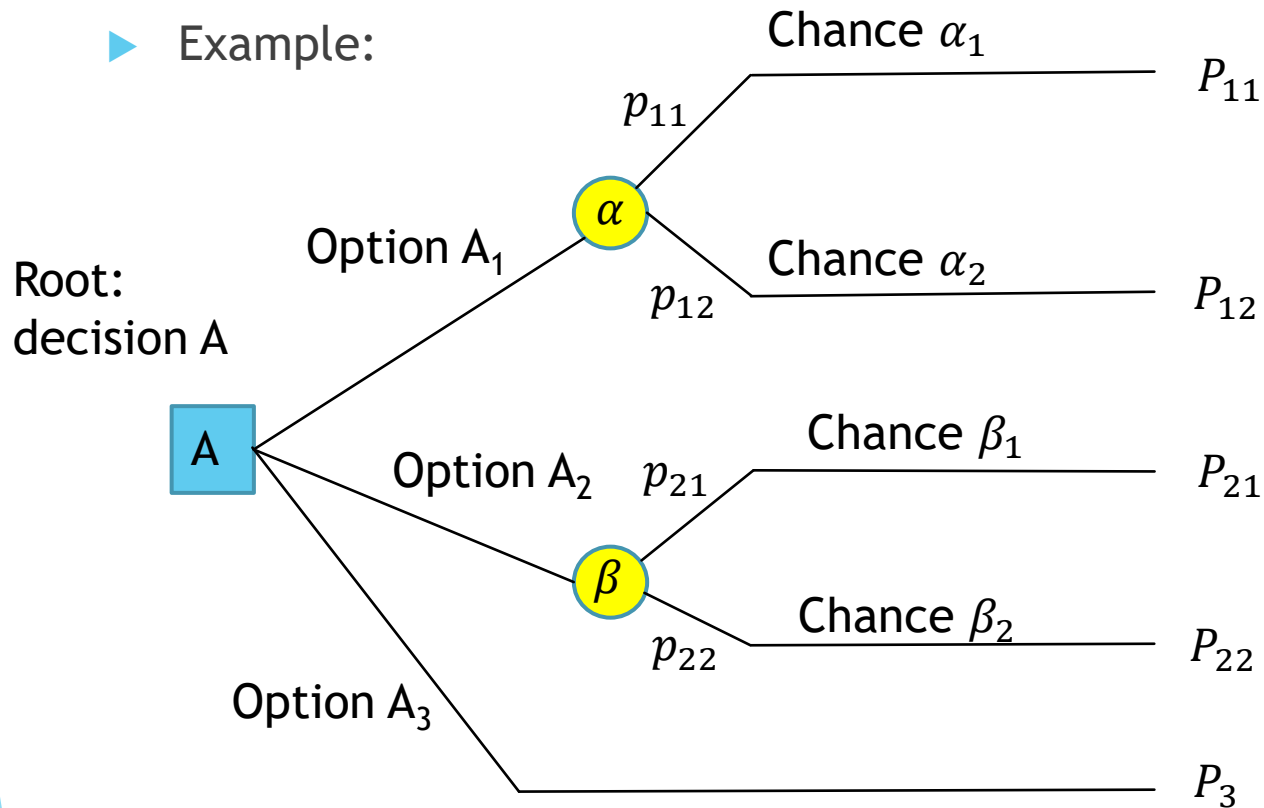 Example:
Chance α₁
P₁₁
p₁₁
α
Option A₁
Chance α₂
p₁₂
P₁₂
Root:
decision A
A
Chance β₁
Option A₂
p₂₁
P₂₁
β
Chance β₂
p₂₂
P₂₂
Option A₃
P₃